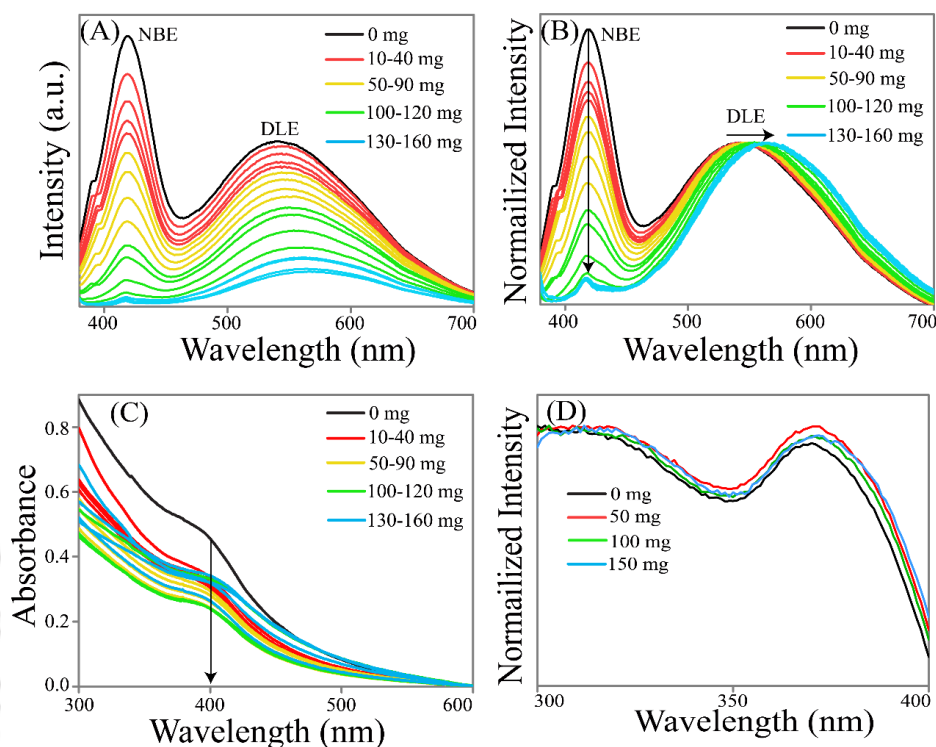 (A)
NBE
DLE
0 mg
10-40 mg
50-90 mg
100-120 mg
130-160 mg
Intensity (a.u.)
400
500
600
700
Wavelength (nm)
(B)
NBE
DLE
0 mg
10-40 mg
50-90 mg
100-120 mg
130-160 mg
Normailized Intensity
400
500
600
700
Wavelength (nm)
(C)
0 mg
10-40 mg
50-90 mg
100-120 mg
130-160 mg
Absorbance
0.8
0.6
0.4
0.2
0.0
300
400
500
600
Wavelength (nm)
(D)
0 mg
50 mg
100 mg
150 mg
Normailized Intensity
300
350
400
Wavelength (nm)